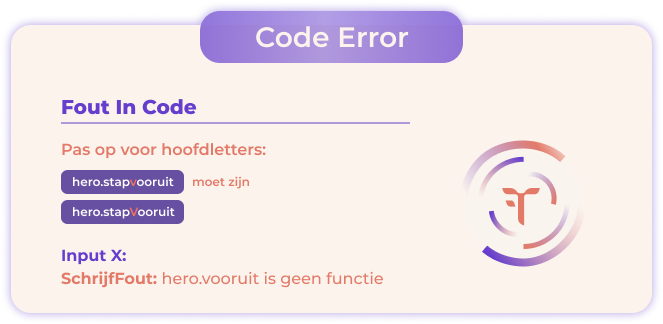 Code Error
Fout In Code
Pas op voor hoofdletters:
hero.stapvooruit moet zijn
hero.stapVooruit
Input X:
SchrijfFout: hero.vooruit is geen functie